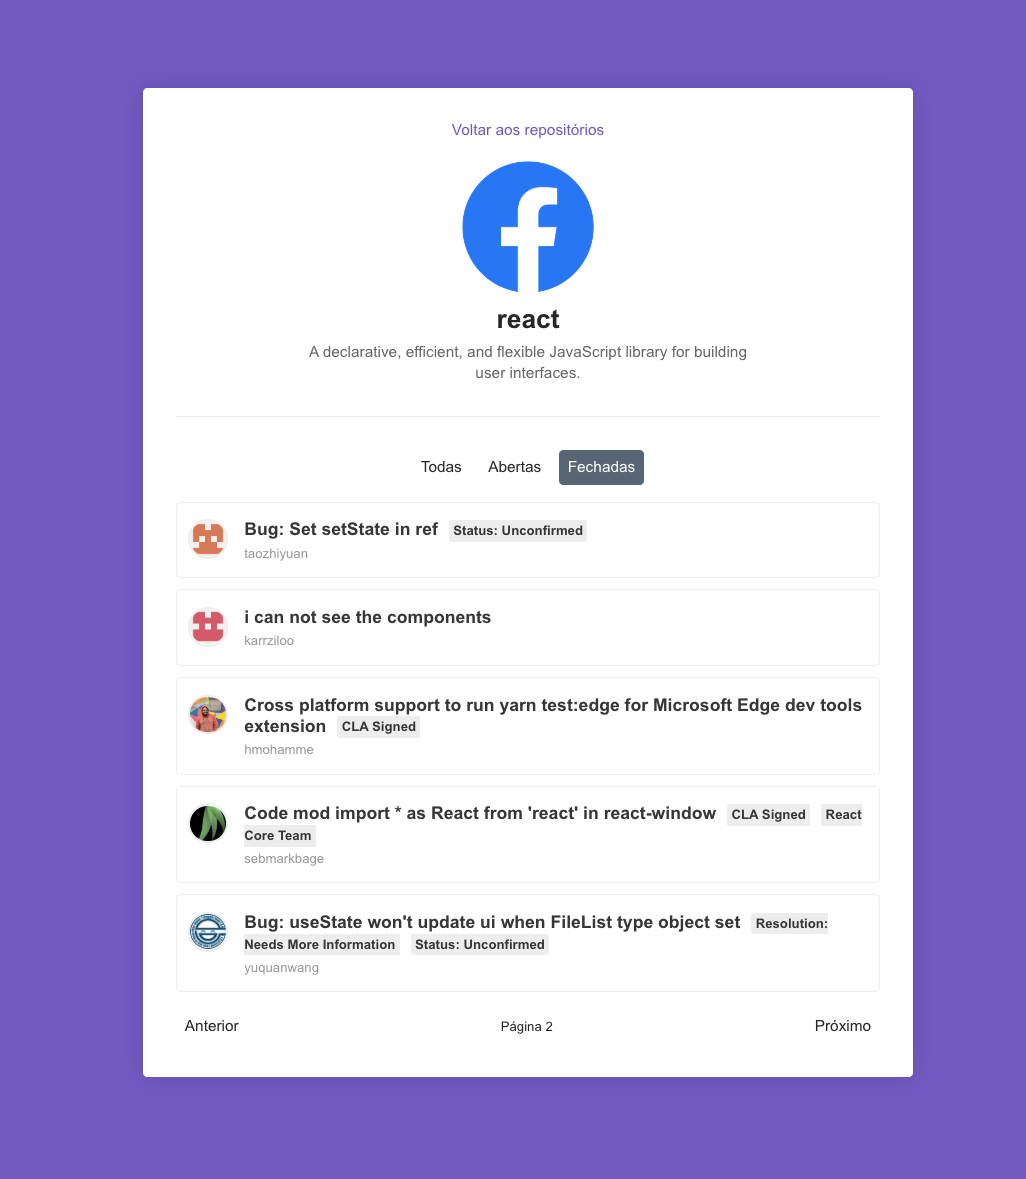 Voltar aos repositórios
react
A declarative, efficient, and flexible JavaScript library for building
user interfaces.
Todas Abertas Fechadas
Bug: Set setState in ref Status: Unconfirmed
taozhiyuan
i can not see the components
karrziloo
Cross platform support to run yarn test:edge for Microsoft Edge dev tools
extension CLA Signed
hmohamme
Code mod import * as React from 'react' in react-window CLA Signed React
Core Team
sebmarkbage
Bug: useState won't update ui when FileList type object set Resolution:
Needs More Information Status: Unconfirmed
yuquanwang
Anterior Página 2 Próximo